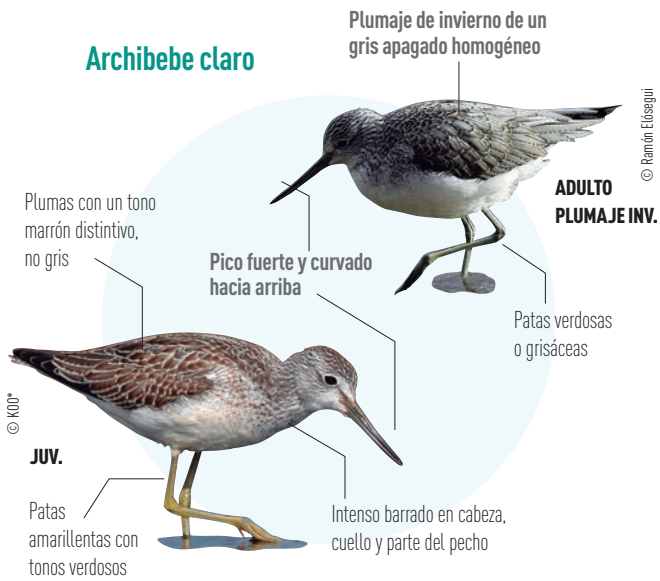 Archibebe claro
Plumaje de invierno de un
gris apagado homogéneo
© Ramón Elósegui
ADULTO
PLUMAJE INV.
Plumas con un tono
marrón distintivo,
no gris
Pico fuerte y curvado
hacia arriba
Patas verdosas
o grisáceas
© KOO*
JUV.
Patas
amarillentas con
tonos verdosos
Intenso barrado en cabeza,
cuello y parte del pecho